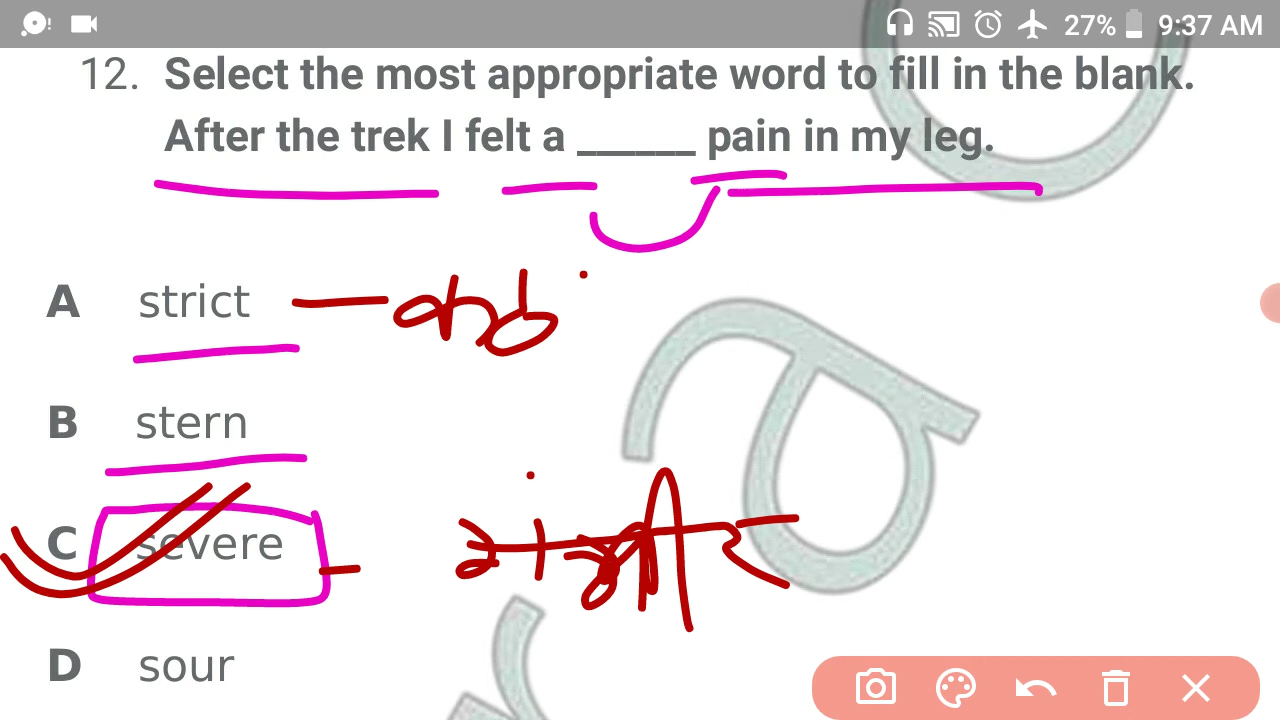 27% 9:37 AM
12. Select the most appropriate word to fill in the blank.
After the trek I felt a ______ pain in my leg.
A strict
B stern
C severe
D sour